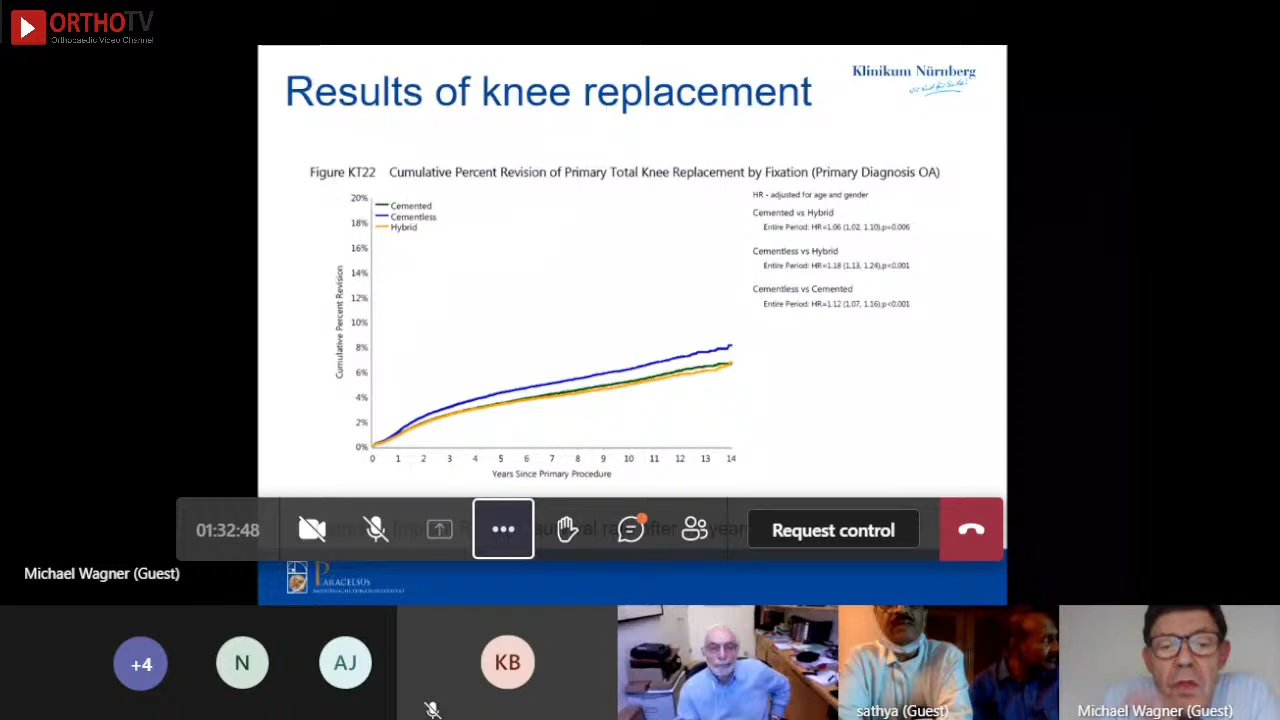 ORTHOTV
Orthopaedic Video Channel
Results of knee replacement
Klinikum Nürnberg
Figure KT22 Cumulative Percent Revision of Primary Total Knee Replacement by Fixation (Primary Diagnosis OA)
HR - adjusted for age and gender
Cemented vs Hybrid
Entire Period: HR=1.06 (1.02, 1.10),p=0.006
Cementless vs Hybrid
Entire Period: HR=1.18 (1.13, 1.24),p<0.001
Cementless vs Cemented
Entire Period: HR=1.12 (1.07, 1.16),p<0.001
Cemented
Cementless
Hybrid
Cumulative Percent Revision
20%
18%
16%
14%
12%
10%
8%
6%
4%
2%
0%
0 1 2 3 4 5 6 7 8 9 10 11 12 13 14
Years Since Primary Procedure
01:32:48
Request control
Michael Wagner (Guest)
PARACELSUS
+4
N
AJ
KB
sathya (Guest)
Michael Wagner (Guest)